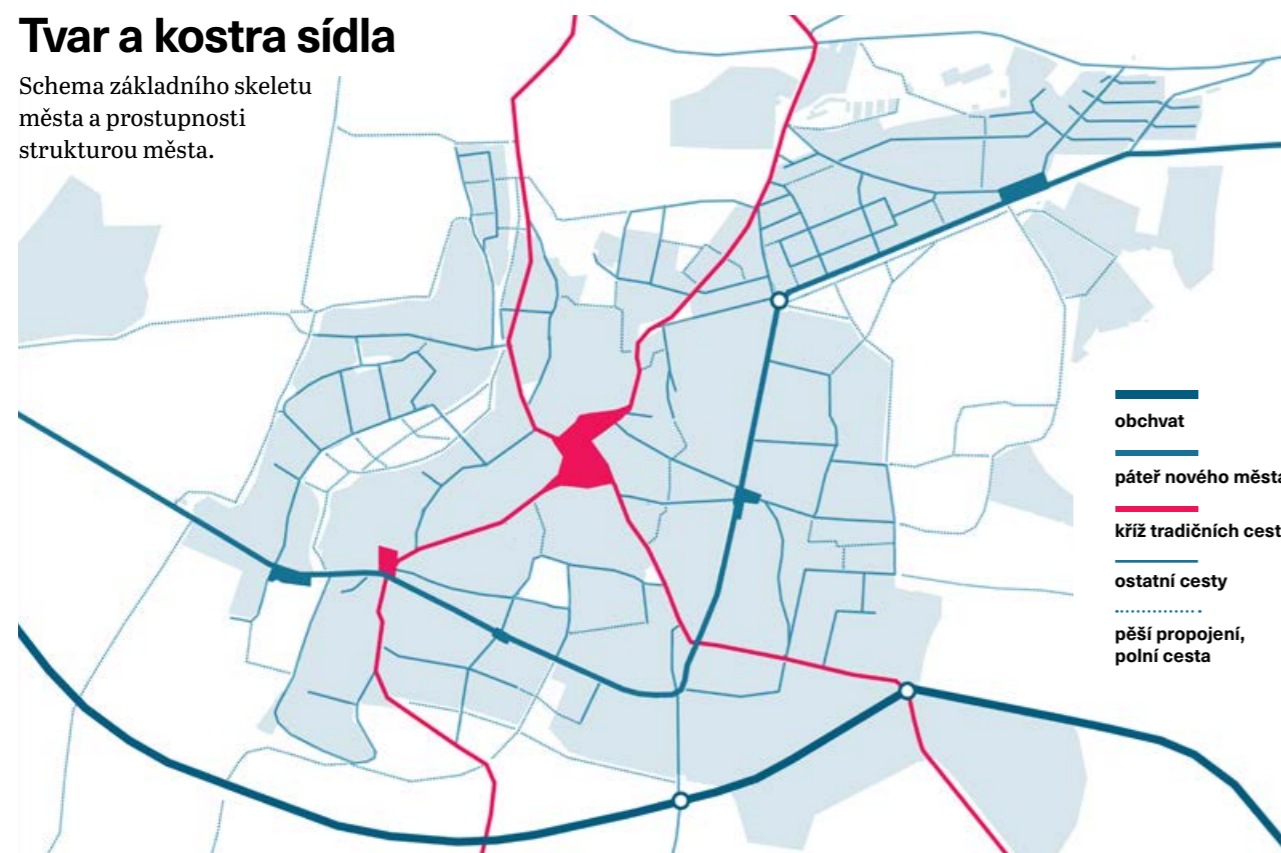 Tvar a kostra sídla
Schema základního skeletu
města a prostupnosti
strukturou města.
obchvat
páteř nového města
kříž tradičních cest
ostatní cesty
pěší propojení,
polní cesta